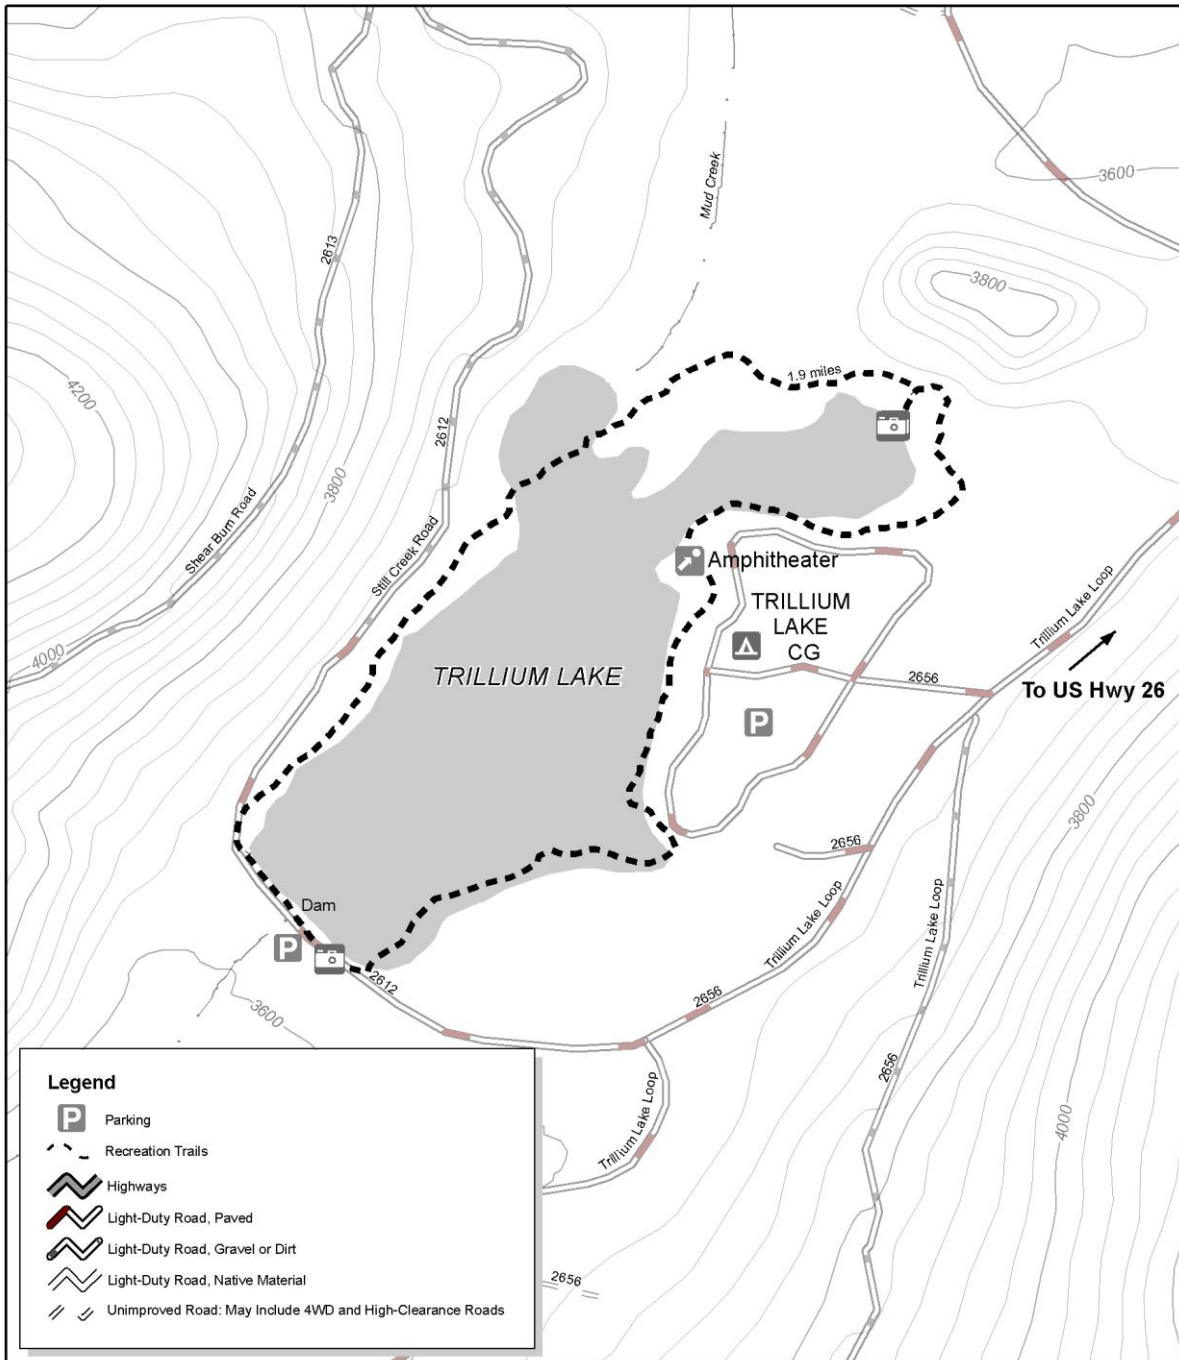 Mud Creek
3600
2613
3800
1.9 miles
4200
2612
3800
Shear Burn Road
Still Creek Road
Amphitheater
TRILLIUM
LAKE
CG
Trillium Lake Loop
4000
TRILLIUM LAKE
2656
To US Hwy 26
P
3800
2656
Dam
P
Trillium Lake Loop
Trillium Lake Loop
2612
2656
3600
2656
4000
Trillium Lake Loop
2656
Legend
P Parking
Recreation Trails
Highways
Light-Duty Road, Paved
Light-Duty Road, Gravel or Dirt
Light-Duty Road, Native Material
Unimproved Road: May Include 4WD and High-Clearance Roads